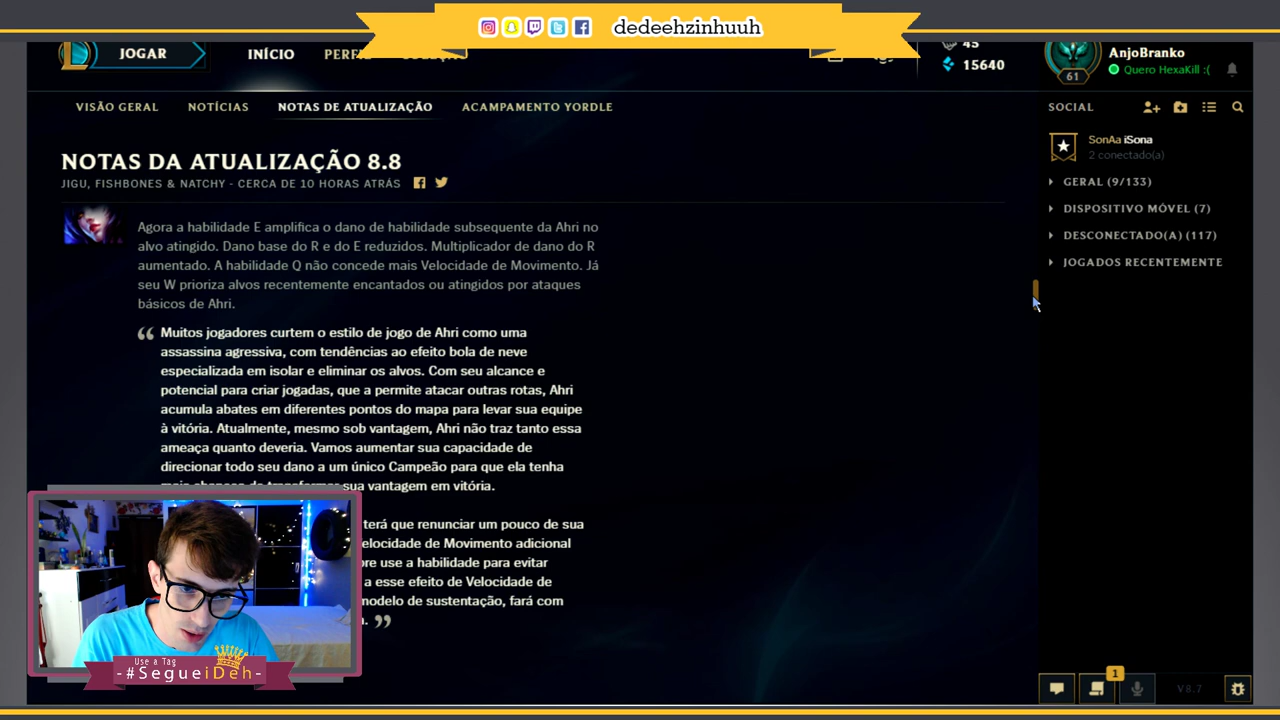 dedeehzinhuuh
JOGAR
INÍCIO
45
15640
61
AnjoBranko
Quero HexaKill :(
VISÃO GERAL
NOTÍCIAS
NOTAS DE ATUALIZAÇÃO
ACAMPAMENTO YORDLE
SOCIAL
NOTAS DA ATUALIZAÇÃO 8.8
JIGU, FISHBONES & NATCHY - CERCA DE 10 HORAS ATRÁS
SonAa iSona
2 conectado(a)
GERAL (9/133)
DISPOSITIVO MÓVEL (7)
DESCONECTADO(A) (117)
JOGADOS RECENTEMENTE
Agora a habilidade E amplifica o dano de habilidade subsequente da Ahri no
alvo atingido. Dano base do R e do E reduzidos. Multiplicador de dano do R
aumentado. A habilidade Q não concede mais Velocidade de Movimento. Já
seu W prioriza alvos recentemente encantados ou atingidos por ataques
básicos de Ahri.
“ Muitos jogadores curtem o estilo de jogo de Ahri como uma
assassina agressiva, com tendências ao efeito bola de neve
especializada em isolar e eliminar os alvos. Com seu alcance e
potencial para criar jogadas, que a permite atacar outras rotas, Ahri
acumula abates em diferentes pontos do mapa para levar sua equipe
à vitória. Atualmente, mesmo sob vantagem, Ahri não traz tanto essa
ameaça quanto deveria. Vamos aumentar sua capacidade de
direcionar todo seu dano a um único Campeão para que ela tenha
sua vantagem em vitória.
terá que renunciar um pouco de sua
elocidade de Movimento adicional
re use a habilidade para evitar
a esse efeito de Velocidade de
modelo de sustentação, fará com
. ”
Use a Tag
-#SegueiDeh-
1
V8.7